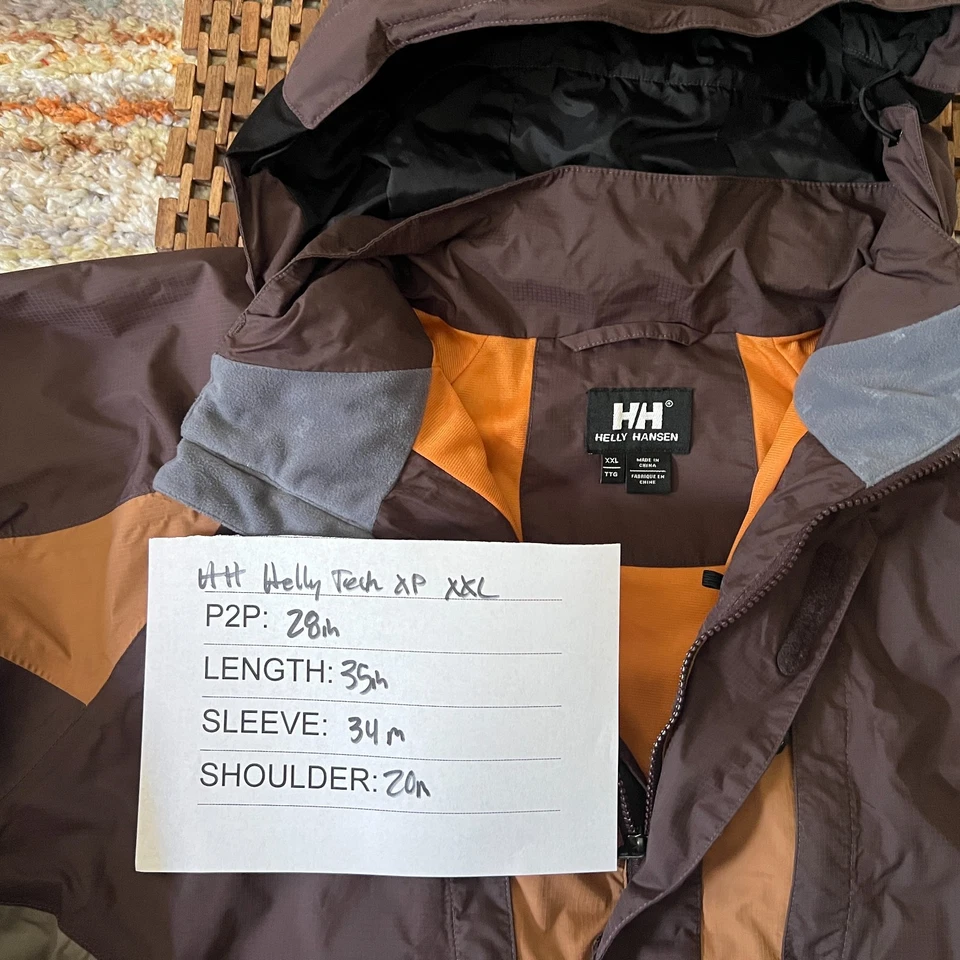 HH®
HELLY HANSEN
XXL
TTG
MADE IN
CHINA
FABRIQUE EN
CHINE
HH Helly Tech XP XXL
P2P: 28in
LENGTH: 35in
SLEEVE: 34in
SHOULDER: 20in